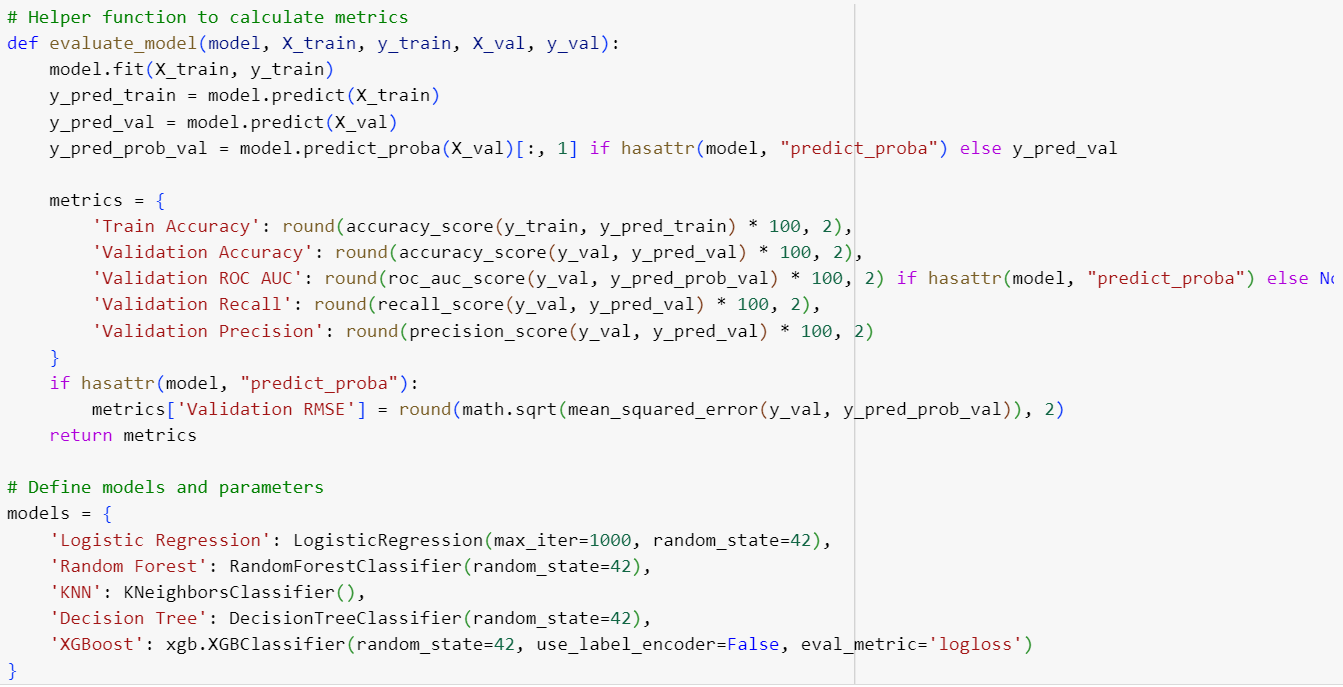 # Helper function to calculate metrics
def evaluate_model(model, X_train, y_train, X_val, y_val):
    model.fit(X_train, y_train)
    y_pred_train = model.predict(X_train)
    y_pred_val = model.predict(X_val)
    y_pred_prob_val = model.predict_proba(X_val)[:, 1] if hasattr(model, "predict_proba") else y_pred_val

    metrics = {
        'Train Accuracy': round(accuracy_score(y_train, y_pred_train) * 100, 2),
        'Validation Accuracy': round(accuracy_score(y_val, y_pred_val) * 100, 2),
        'Validation ROC AUC': round(roc_auc_score(y_val, y_pred_prob_val) * 100, 2) if hasattr(model, "predict_proba") else
        'Validation Recall': round(recall_score(y_val, y_pred_val) * 100, 2),
        'Validation Precision': round(precision_score(y_val, y_pred_val) * 100, 2)
    }
    if hasattr(model, "predict_proba"):
        metrics['Validation RMSE'] = round(math.sqrt(mean_squared_error(y_val, y_pred_prob_val)), 2)
    return metrics

# Define models and parameters
models = {
    'Logistic Regression': LogisticRegression(max_iter=1000, random_state=42),
    'Random Forest': RandomForestClassifier(random_state=42),
    'KNN': KNeighborsClassifier(),
    'Decision Tree': DecisionTreeClassifier(random_state=42),
    'XGBoost': xgb.XGBClassifier(random_state=42, use_label_encoder=False, eval_metric='logloss')
}